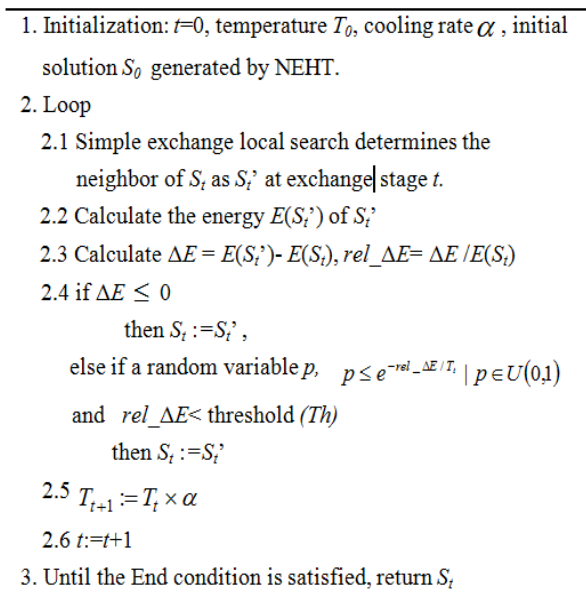 1. Initialization: t=0, temperature T₀, cooling rate α , initial
solution S₀ generated by NEHT.
2. Loop
2.1 Simple exchange local search determines the
neighbor of Sₜ as Sₜ’ at exchange stage t.
2.2 Calculate the energy E(Sₜ’) of Sₜ’
2.3 Calculate ΔE = E(Sₜ’)- E(Sₜ), rel_ΔE= ΔE /E(Sₜ)
2.4 if ΔE ≤ 0
then Sₜ :=Sₜ’ ,
else if a random variable p, p ≤ e^{-rel_ΔE/Tₜ} | p∈U(0,1)
and rel_ΔE< threshold (Th)
then Sₜ :=Sₜ’
2.5 Tₜ₊₁ := Tₜ × α
2.6 t:=t+1
3. Until the End condition is satisfied, return Sₜ